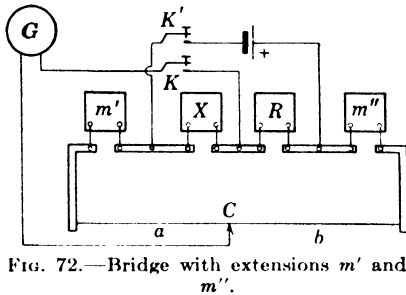 G
K'
+
K
m' X R m"
C
a b
FIG. 72.—Bridge with extensions m' and
m".